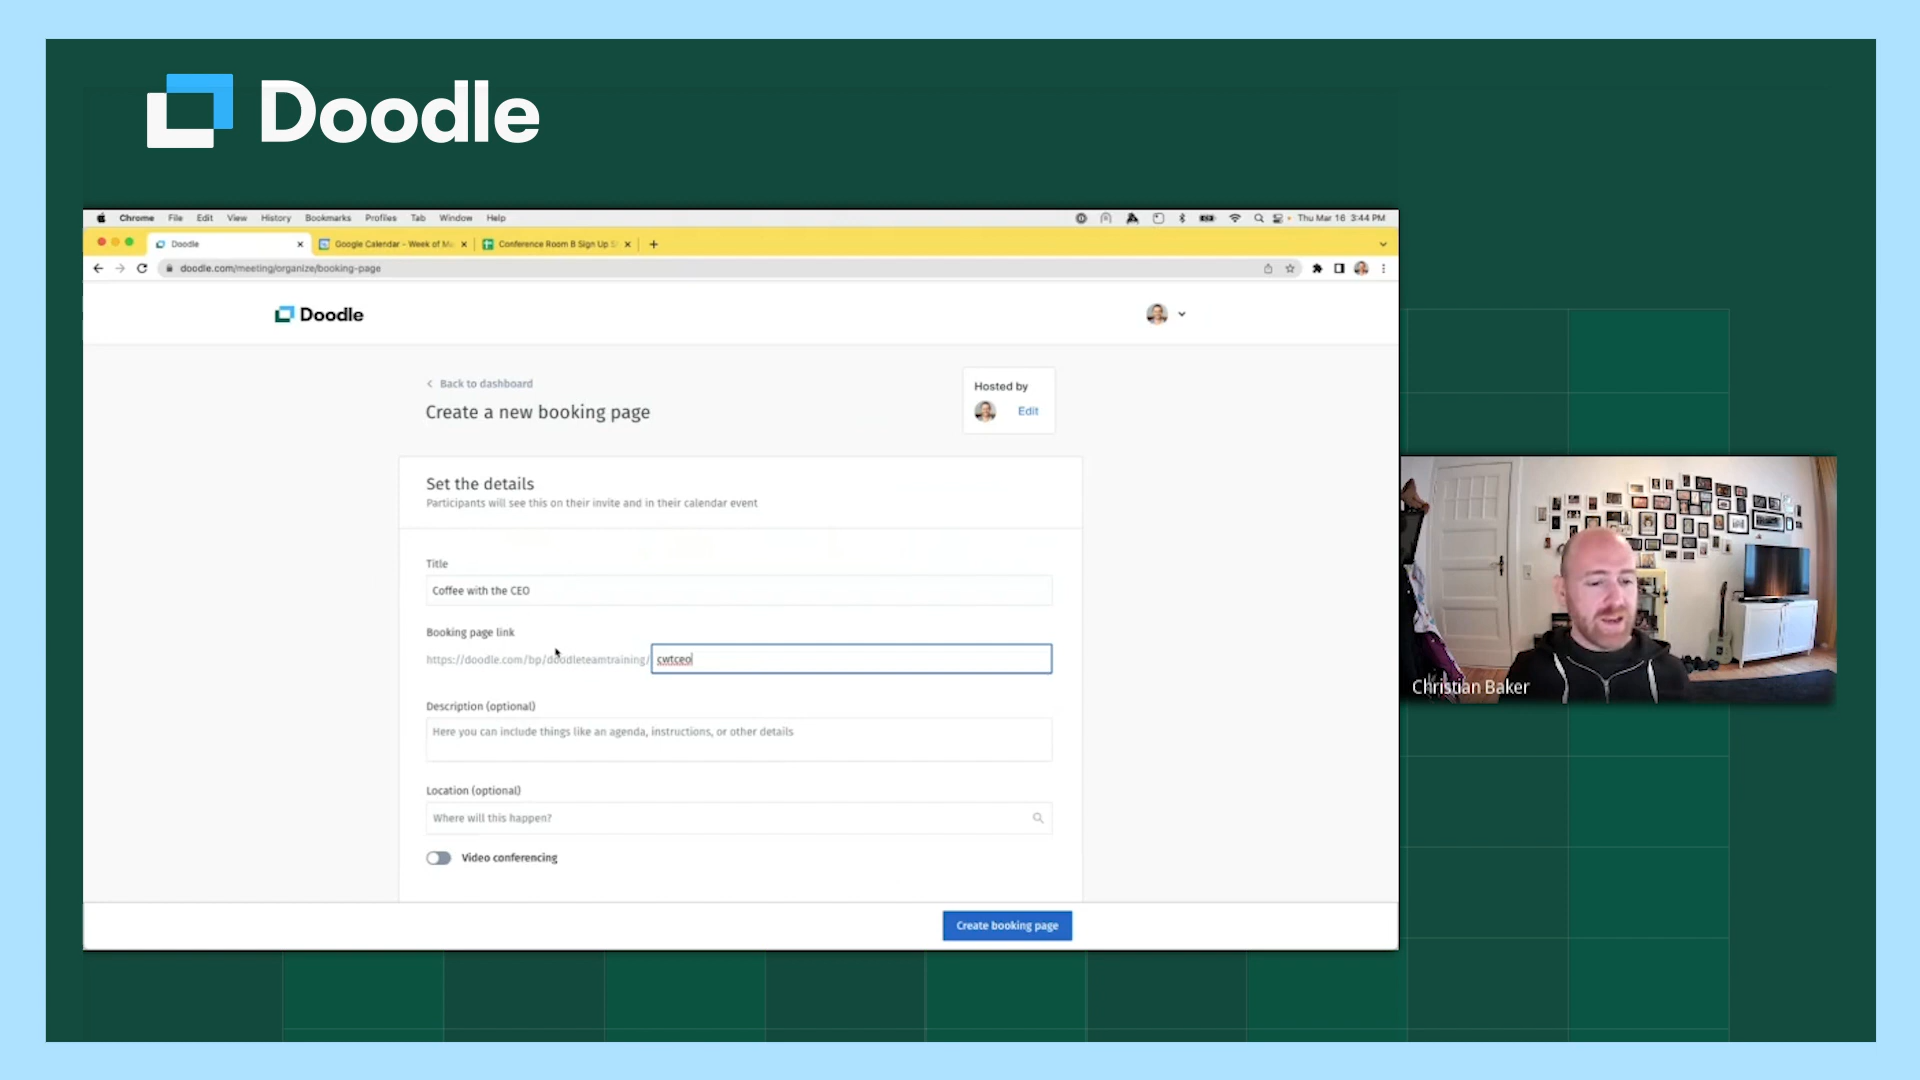 Doodle
Chrome File Edit View History Bookmarks Profiles Tab Window Help Thu Mar 16 3:44 PM
Doodle Google Calendar - Week of Ma Conference Room B Sign Up
doodle.com/meeting/organize/booking-page
Doodle
Back to dashboard
Create a new booking page
Hosted by
Edit
Set the details
Participants will see this on their invite and in their calendar event
Title
Coffee with the CEO
Booking page link
https://doodle.com/bp/doodleteamtraining/ cwtceo
Description (optional)
Here you can include things like an agenda, instructions, or other details
Location (optional)
Where will this happen?
Video conferencing
Create booking page
Christian Baker